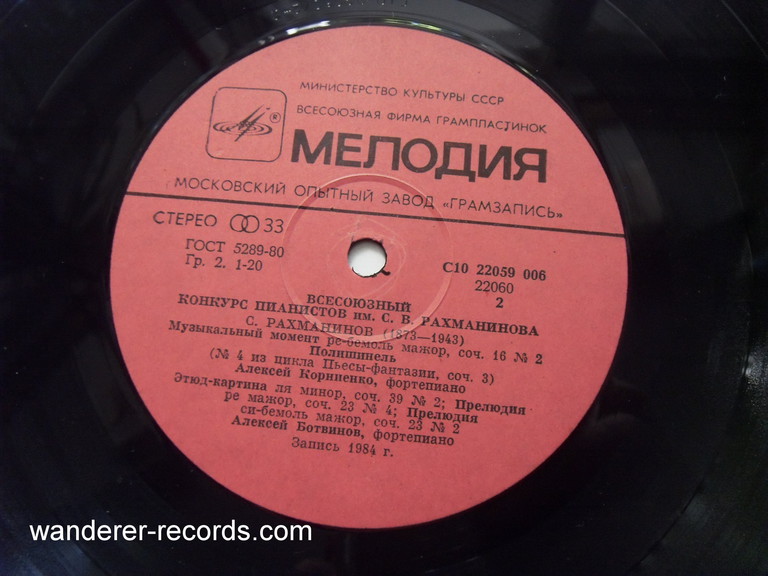 МИНИСТЕРСТВО КУЛЬТУРЫ СССР
ВСЕСОЮЗНАЯ ФИРМА ГРАМПЛАСТИНОК
®
МЕЛОДИЯ
МОСКОВСКИЙ ОПЫТНЫЙ ЗАВОД «ГРАМЗАПИСЬ»
СТЕРЕО 33
ГОСТ 5289-80
Гр. 2. 1-20
С10 22059 006
22060
2
ВСЕСОЮЗНЫЙ
КОНКУРС ПИАНИСТОВ им. С. В. РАХМАНИНОВА
С. РАХМАНИНОВ (1873—1943)
Музыкальный момент ре-бемоль мажор, соч. 16 № 2
Полишинель
(№ 4 из цикла Пьесы-фантазии, соч. 3)
Алексей Корниенко, фортепиано
Этюд-картина ля минор, соч. 39 № 2; Прелюдия
ре мажор, соч. 23 № 4; Прелюдия
си-бемоль мажор, соч. 23 № 2
Алексей Ботвинов, фортепиано
Запись 1984 г.
wanderer-records.com